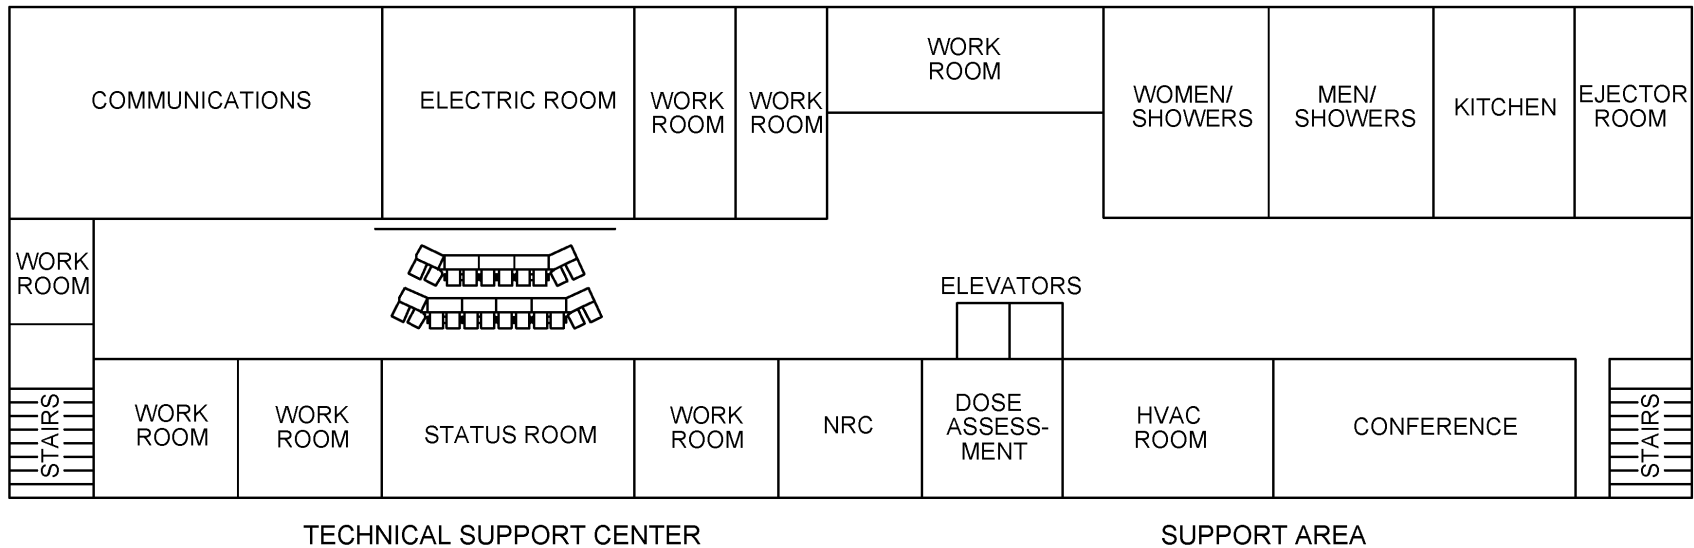 COMMUNICATIONS
ELECTRIC ROOM
WORK
ROOM
WORK
ROOM
WORK
ROOM
WOMEN/
SHOWERS
MEN/
SHOWERS
KITCHEN
EJECTOR
ROOM
WORK
ROOM
ELEVATORS
STAIRS
WORK
ROOM
WORK
ROOM
STATUS ROOM
WORK
ROOM
NRC
DOSE
ASSESS-
MENT
HVAC
ROOM
CONFERENCE
STAIRS
TECHNICAL SUPPORT CENTER
SUPPORT AREA